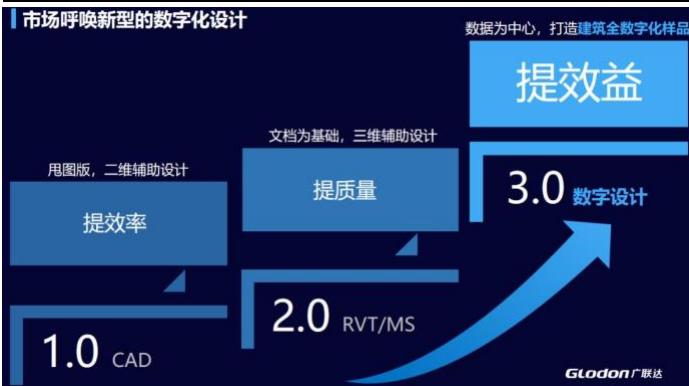 市场呼唤新型的数字化设计
数据为中心，打造建筑全数字化样品
提效益
文档为基础，三维辅助设计
甩图版，二维辅助设计
提质量
提效率
3.0 数字设计
2.0 RVT/MS
1.0 CAD
GLodon广联达